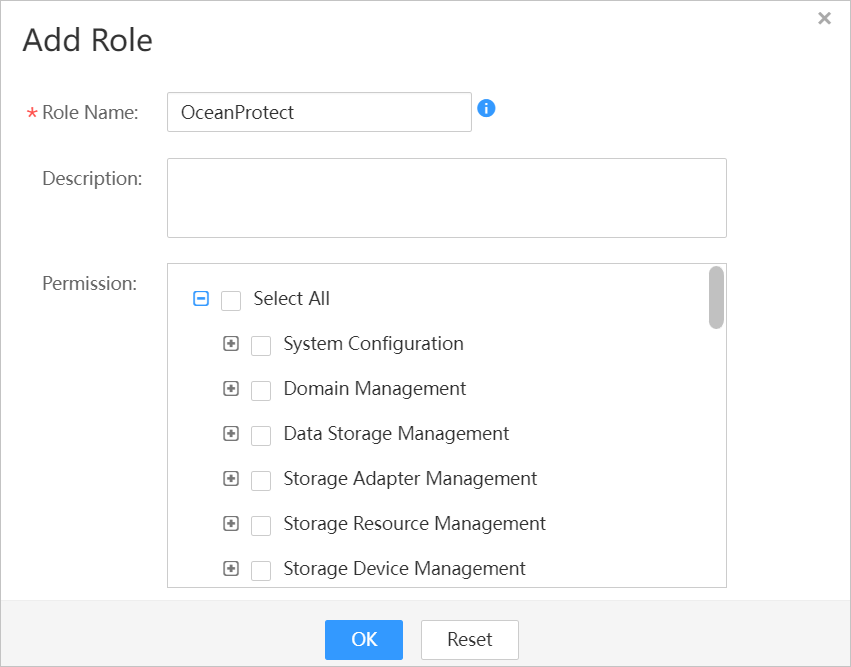 Add Role
* Role Name: OceanProtect
Description:
Permission:
Select All
System Configuration
Domain Management
Data Storage Management
Storage Adapter Management
Storage Resource Management
Storage Device Management
OK Reset